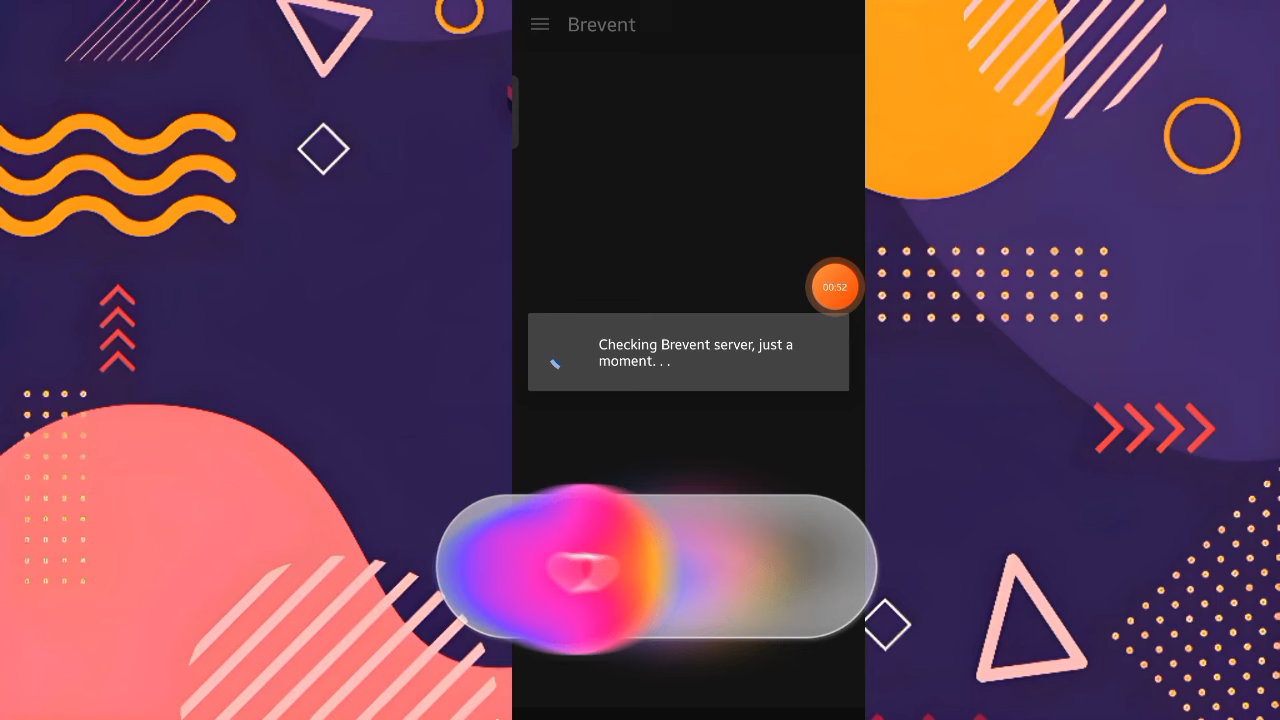 Brevent
00:52
Checking Brevent server, just a
moment. . .